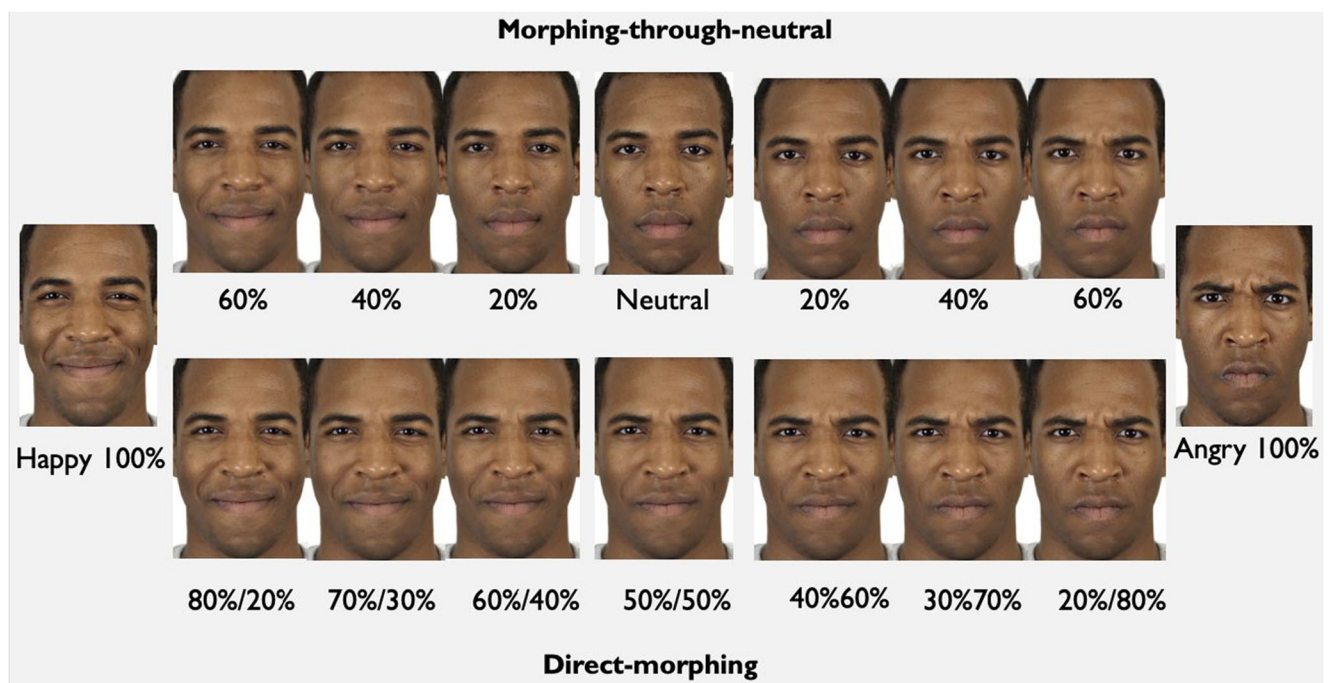 Morphing-through-neutral
60% 40% 20% Neutral 20% 40% 60%
Happy 100% Angry 100%
80%/20% 70%/30% 60%/40% 50%/50% 40%60% 30%70% 20%/80%
Direct-morphing